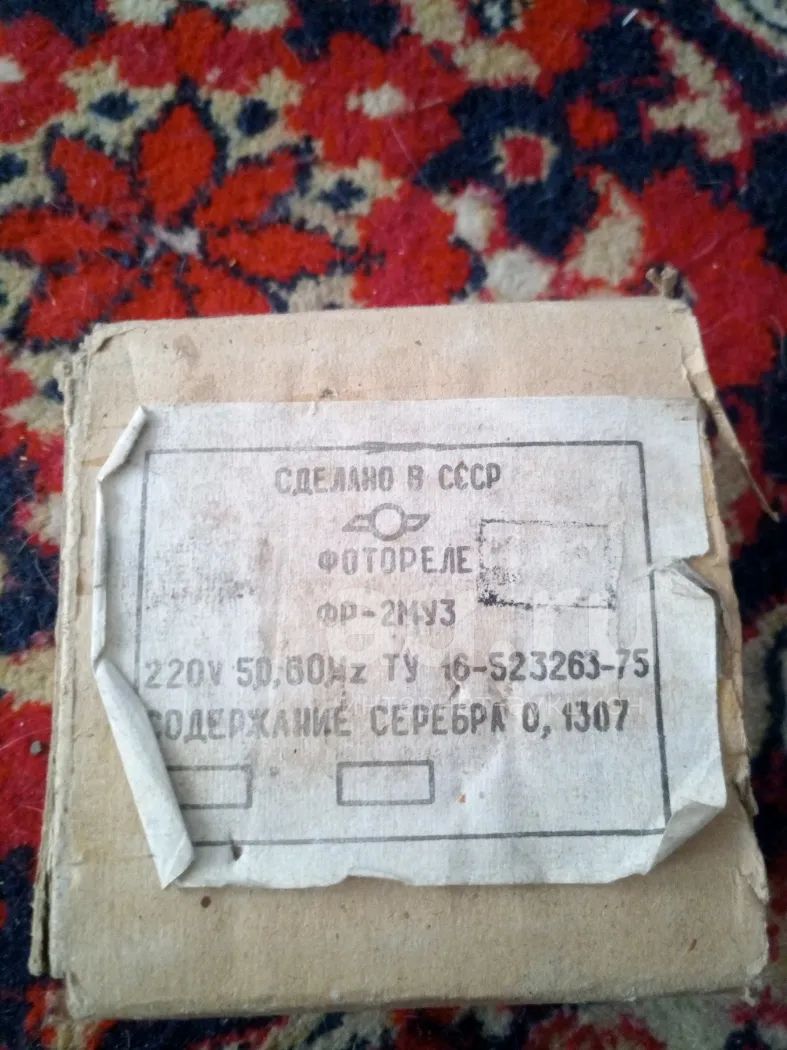 СДЕЛАНО В СССР
ФОТОРЕЛЕ
ФР-2МУ3
220V 50,60Hz ТУ 16-523263-75
СОДЕРЖАНИЕ СЕРЕБРА 0,1307